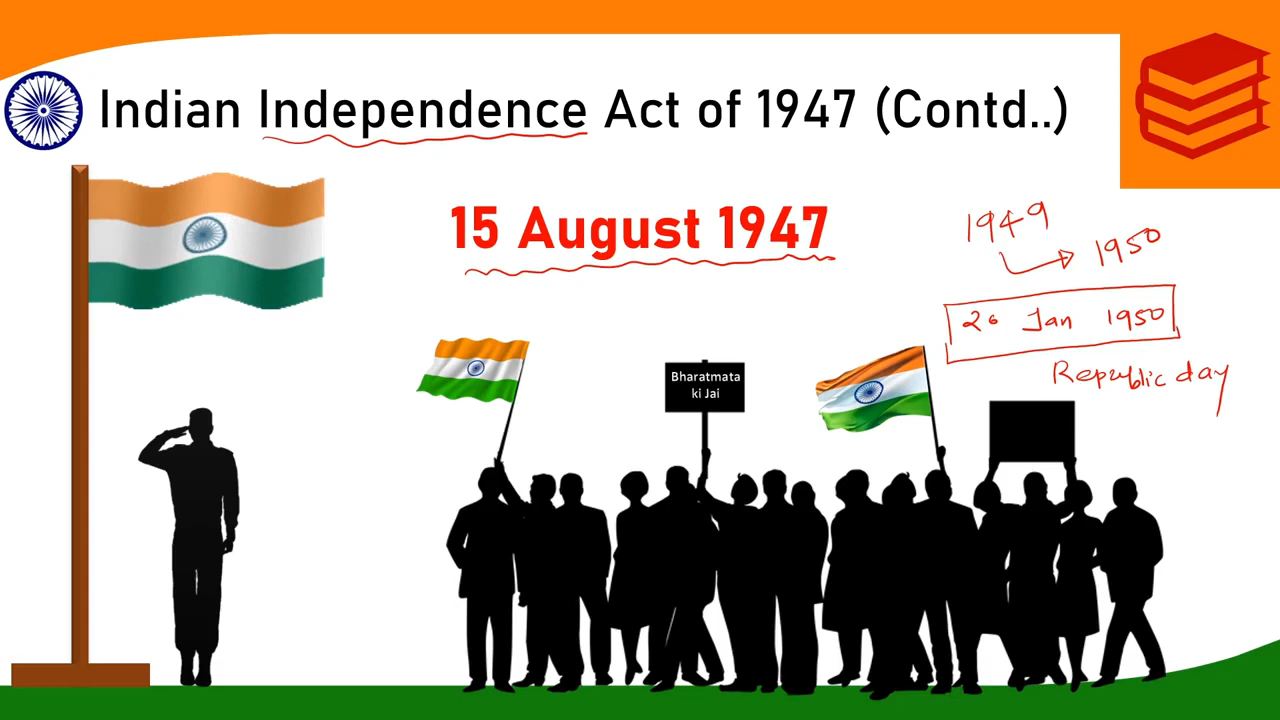 Indian Independence Act of 1947 (Contd..)
15 August 1947
1949
1950
26 Jan 1950
Republic day
Bharatmata
ki Jai